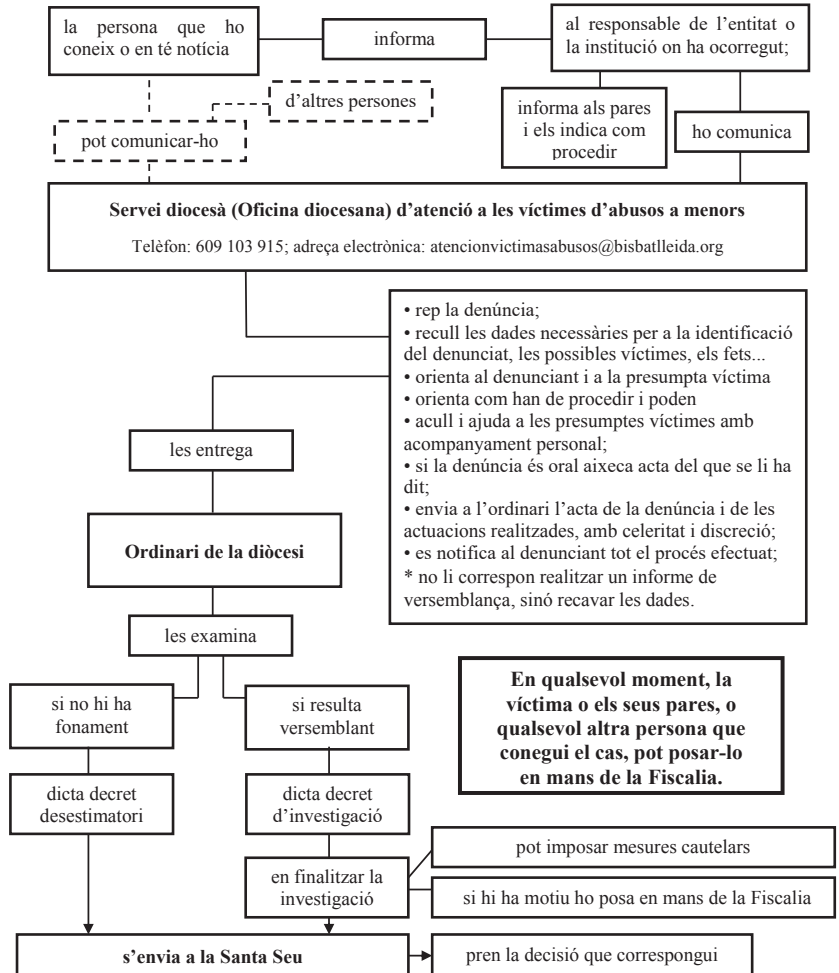 la persona que ho
coneix o en té notícia
informa
al responsable de l’entitat o
la institució on ha ocorregut;
d’altres persones
pot comunicar-ho
informa als pares
i els indica com
procedir
ho comunica
Servei diocesà (Oficina diocesana) d’atenció a les víctimes d’abusos a menors
Telèfon: 609 103 915; adreça electrònica: atencionvictimasabusos@bisbatlleida.org
• rep la denúncia;
• recull les dades necessàries per a la identificació
del denunciat, les possibles víctimes, els fets...
• orienta al denunciant i a la presumpta víctima
• orienta com han de procedir i poden
• acull i ajuda a les presumptes víctimes amb
acompanyament personal;
• si la denúncia és oral aixeca acta del que se li ha
dit;
• envia a l’ordinari l’acta de la denúncia i de les
actuacions realitzades, amb celeritat i discreció;
• es notifica al denunciant tot el procés efectuat;
* no li correspon realitzar un informe de
versemblança, sinó recavar les dades.
les entrega
Ordinari de la diòcesi
les examina
si no hi ha
fonament
si resulta
versemblant
En qualsevol moment, la
víctima o els seus pares, o
qualsevol altra persona que
conegui el cas, pot posar-lo
en mans de la Fiscalia.
dicta decret
desestimatori
dicta decret
d’investigació
en finalitzar la
investigació
pot imposar mesures cautelars
si hi ha motiu ho posa en mans de la Fiscalia
s’envia a la Santa Seu
pren la decisió que correspongui